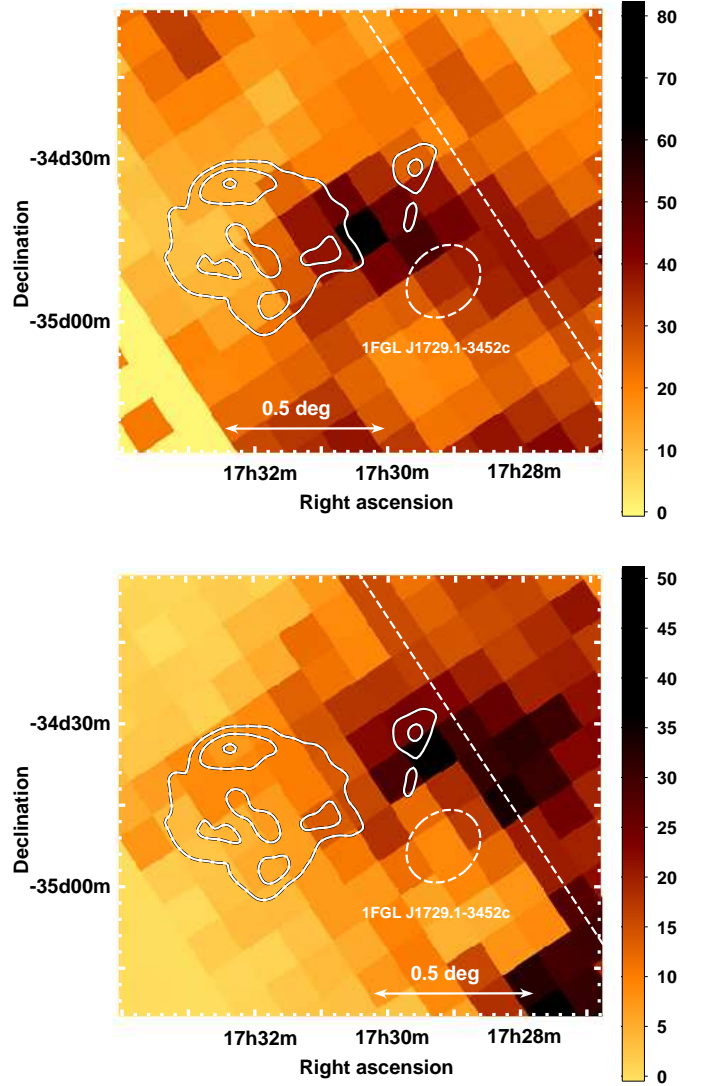 80
70
60
50
40
30
20
10
0
-34d30m
-35d00m
Declination
1FGL J1729.1-3452c
0.5 deg
17h32m 17h30m 17h28m
Right ascension
50
45
40
35
30
25
20
15
10
5
0
-34d30m
-35d00m
Declination
1FGL J1729.1-3452c
0.5 deg
17h32m 17h30m 17h28m
Right ascension